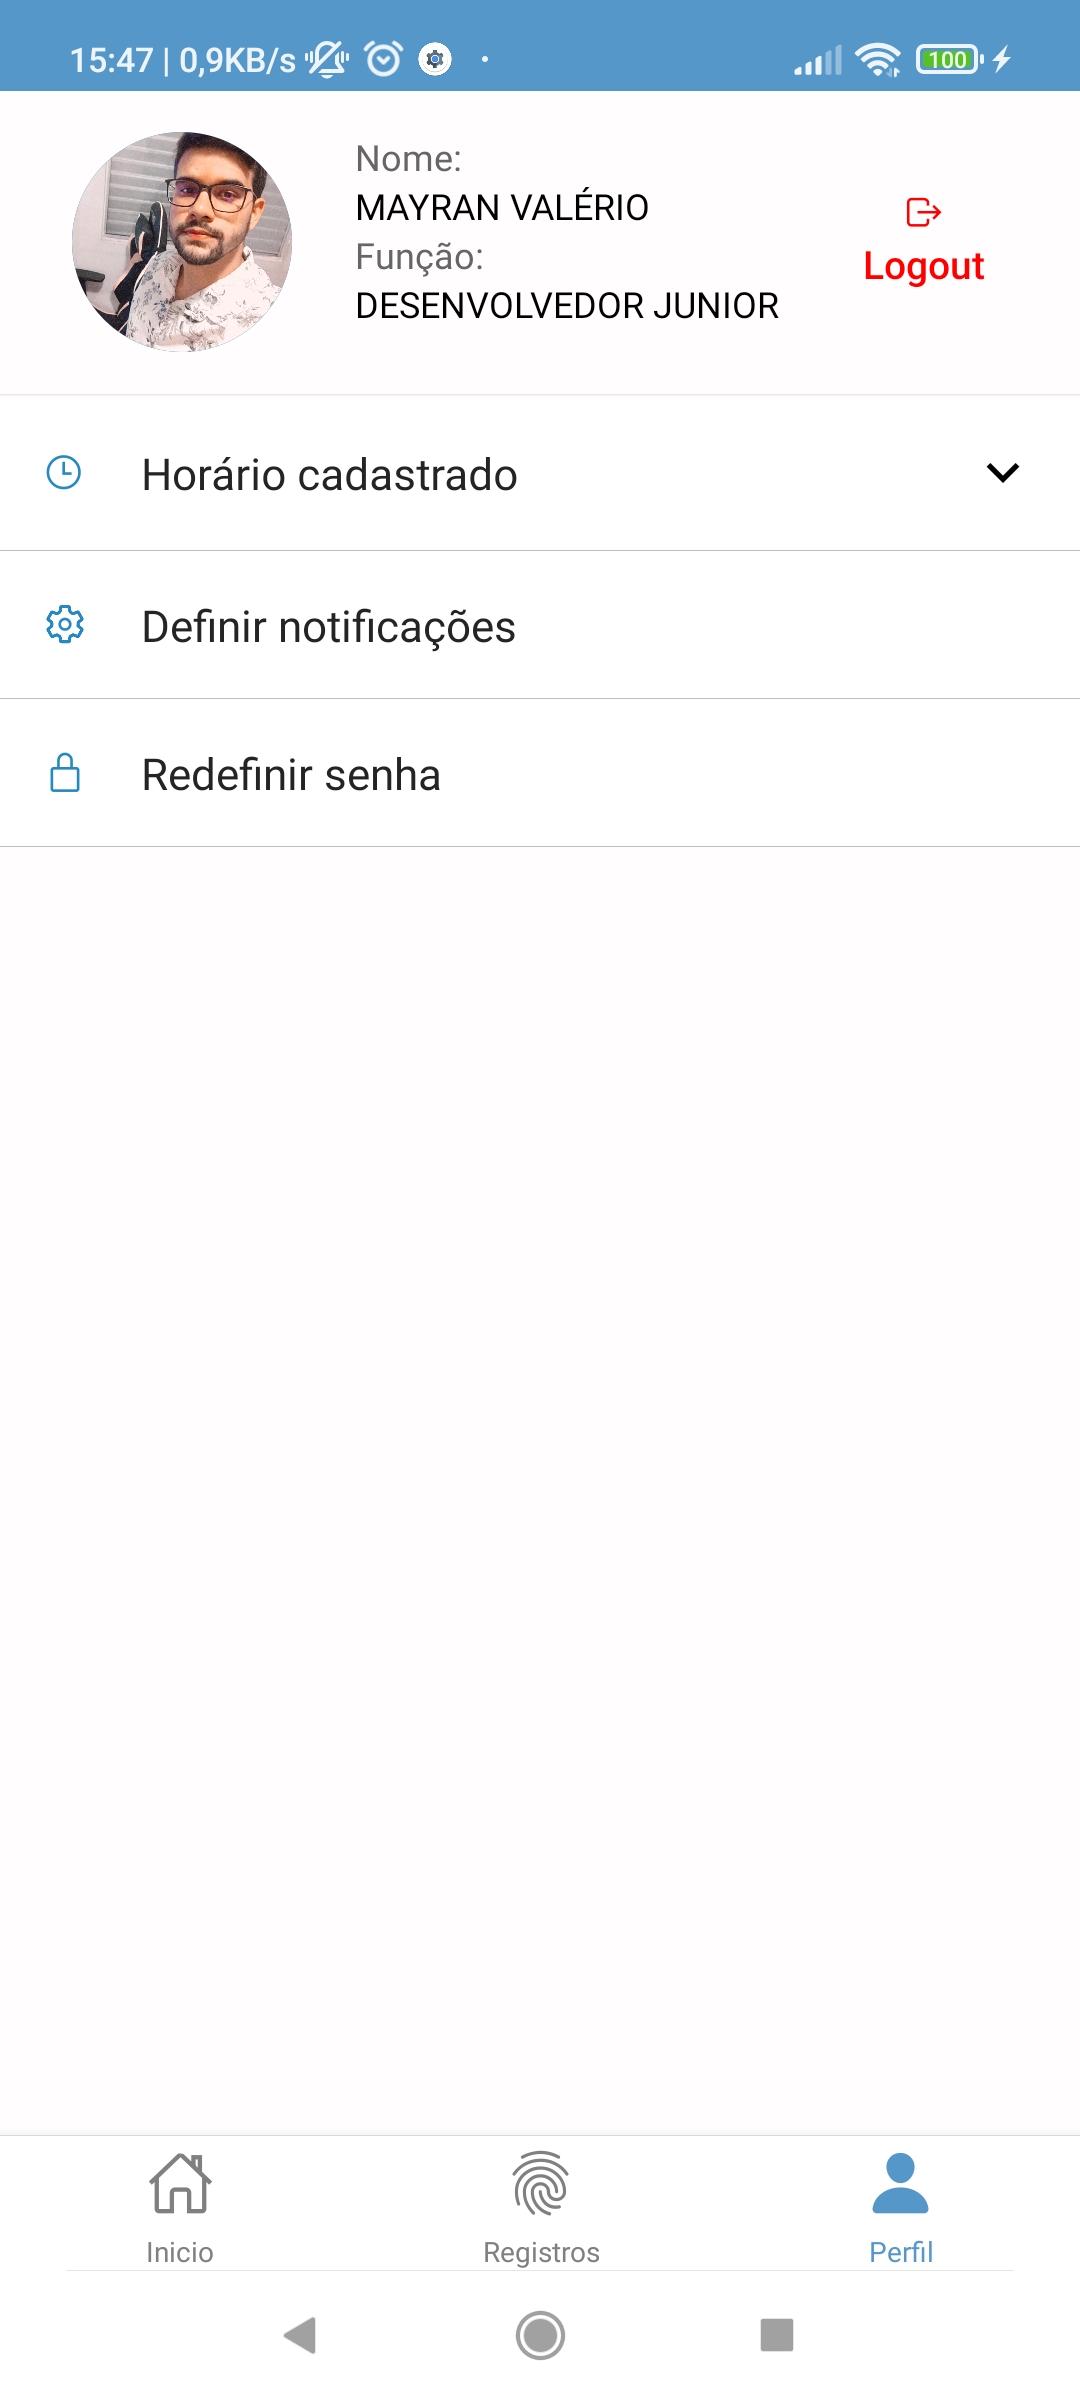 15:47 | 0,9KB/s
100
Nome:
MAYRAN VALÉRIO
Função:
DESENVOLVEDOR JUNIOR
Logout
Horário cadastrado
Definir notificações
Redefinir senha
Inicio
Registros
Perfil